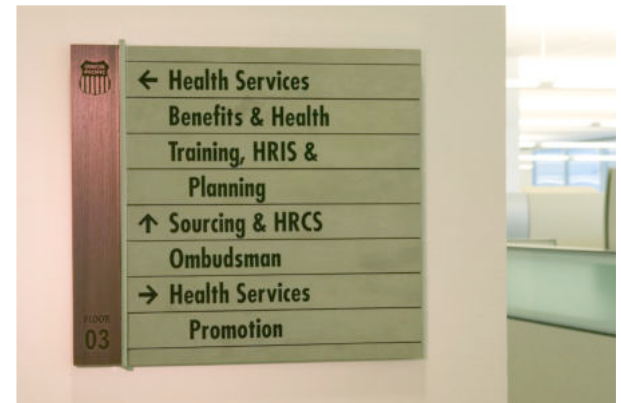 ← Health Services
Benefits & Health
Training, HRIS &
Planning
↑ Sourcing & HRCS
Ombudsman
→ Health Services
Promotion
FLOOR
03